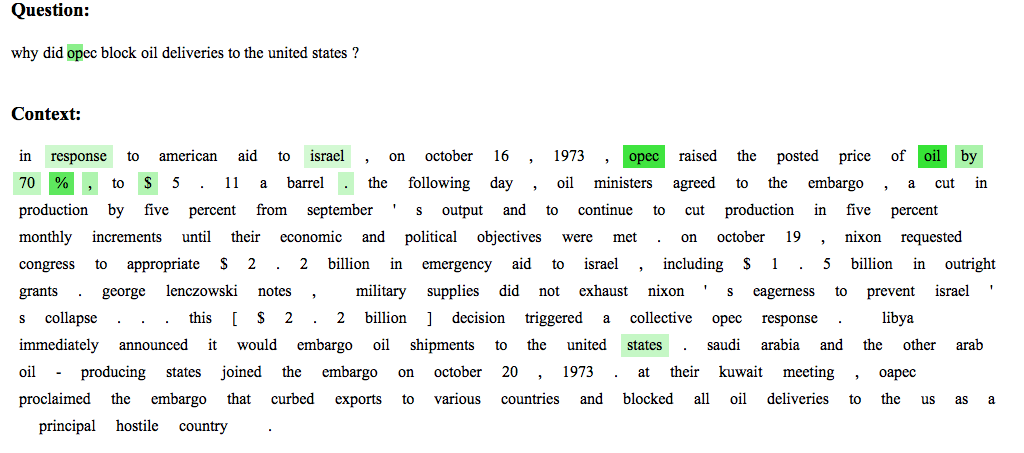 Question:
why did opec block oil deliveries to the united states ?
Context:
in response to american aid to israel , on october 16 , 1973 , opec raised the posted price of oil by
70 % , to $ 5 . 11 a barrel . the following day , oil ministers agreed to the embargo , a cut in
production by five percent from september ' s output and to continue to cut production in five percent
monthly increments until their economic and political objectives were met . on october 19 , nixon requested
congress to appropriate $ 2 . 2 billion in emergency aid to israel , including $ 1 . 5 billion in outright
grants . george lenczowski notes , military supplies did not exhaust nixon ' s eagerness to prevent israel '
s collapse . . . this [ $ 2 . 2 billion ] decision triggered a collective opec response . libya
immediately announced it would embargo oil shipments to the united states . saudi arabia and the other arab
oil - producing states joined the embargo on october 20 , 1973 . at their kuwait meeting , oapec
proclaimed the embargo that curbed exports to various countries and blocked all oil deliveries to the us as a
principal hostile country .